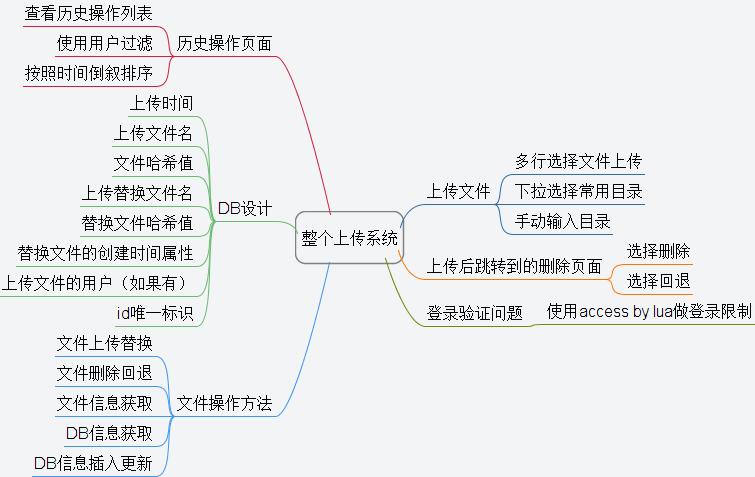 整个上传系统
历史操作页面
查看历史操作列表
使用用户过滤
按照时间倒叙排序
DB设计
上传时间
上传文件名
文件哈希值
上传替换文件名
替换文件哈希值
替换文件的创建时间属性
上传文件的用户（如果有）
id唯一标识
文件操作方法
文件上传替换
文件删除回退
文件信息获取
DB信息获取
DB信息插入更新
上传文件
多行选择文件上传
下拉选择常用目录
手动输入目录
上传后跳转到的删除页面
选择删除
选择回退
登录验证问题
使用access by lua做登录限制